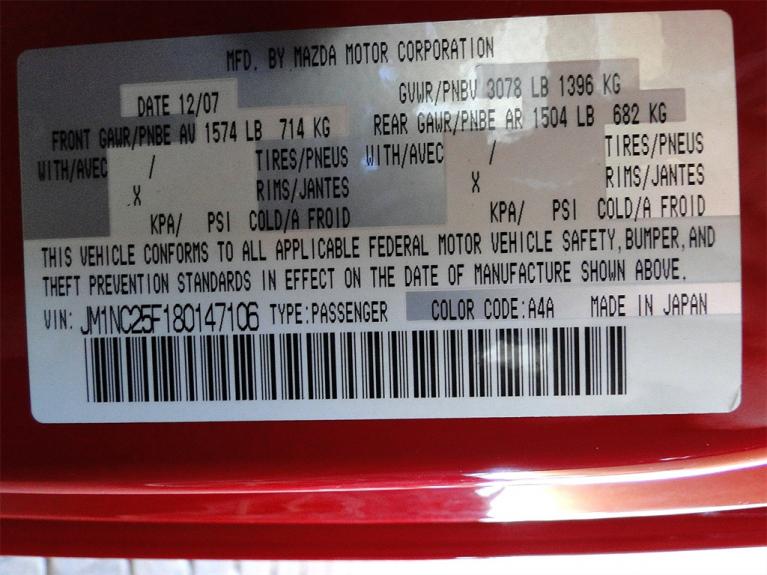 MFD. BY MAZDA MOTOR CORPORATION
DATE 12/07 GVWR/PNBV 3078 LB 1396 KG
FRONT GAWR/PNBE AV 1574 LB 714 KG REAR GAWR/PNBE AR 1504 LB 682 KG
WITH/AVEC / TIRES/PNEUS WITH/AVEC / TIRES/PNEUS
X RIMS/JANTES X RIMS/JANTES
KPA/ PSI COLD/A FROID KPA/ PSI COLD/A FROID
THIS VEHICLE CONFORMS TO ALL APPLICABLE FEDERAL MOTOR VEHICLE SAFETY, BUMPER, AND
THEFT PREVENTION STANDARDS IN EFFECT ON THE DATE OF MANUFACTURE SHOWN ABOVE.
VIN: JM1NC25F180147106 TYPE:PASSENGER COLOR CODE:A4A MADE IN JAPAN